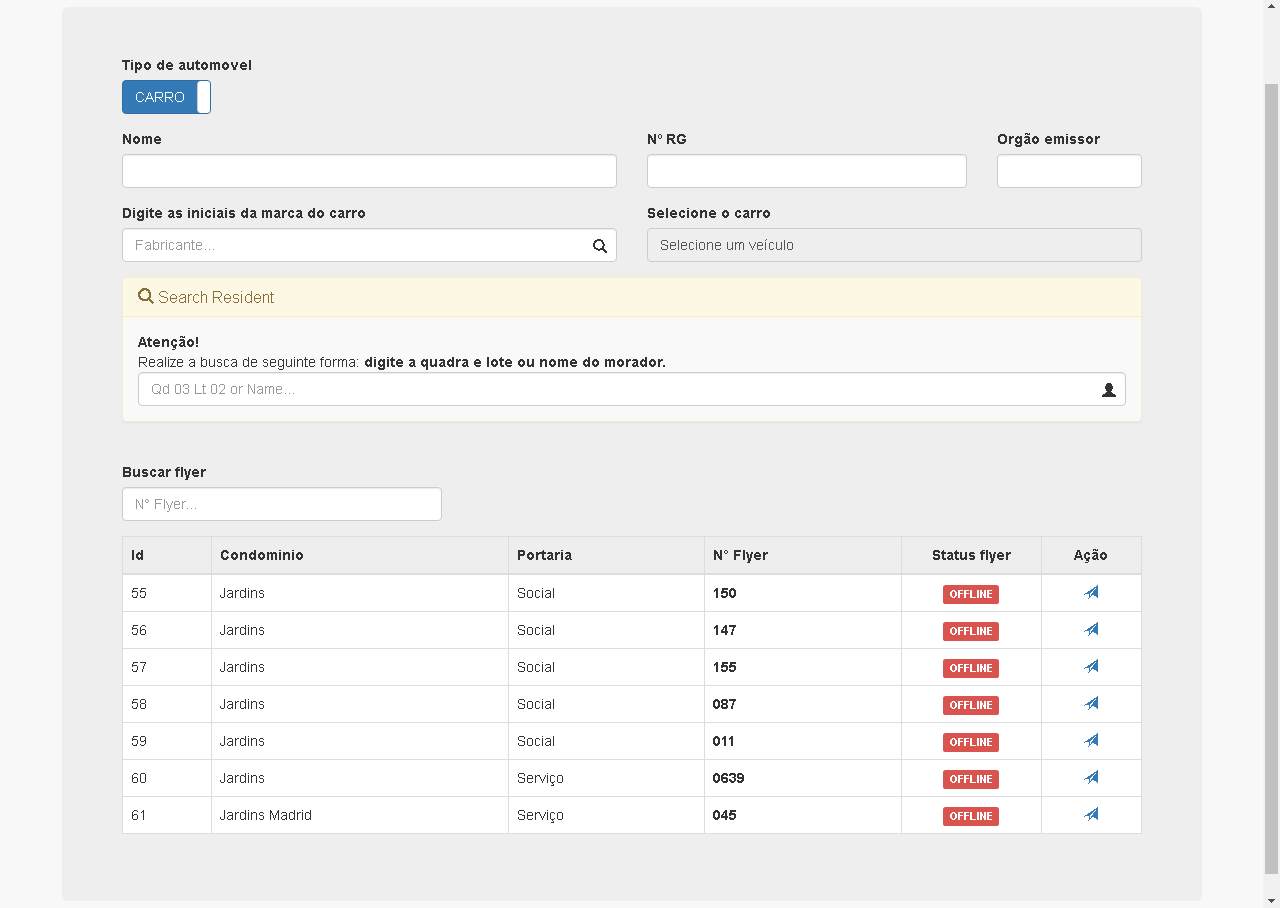 Tipo de automovel
CARRO
Nome Nº RG Orgão emissor
Digite as iniciais da marca do carro Selecione o carro
Fabricante... Selecione um veículo
Search Resident
Atenção!
Realize a busca de seguinte forma: digite a quadra e lote ou nome do morador.
Qd 03 Lt 02 or Name...
Buscar flyer
N° Flyer...
Id Condominio Portaria N° Flyer Status flyer Ação
55 Jardins Social 150 OFFLINE
56 Jardins Social 147 OFFLINE
57 Jardins Social 155 OFFLINE
58 Jardins Social 087 OFFLINE
59 Jardins Social 011 OFFLINE
60 Jardins Serviço 0639 OFFLINE
61 Jardins Madrid Serviço 045 OFFLINE